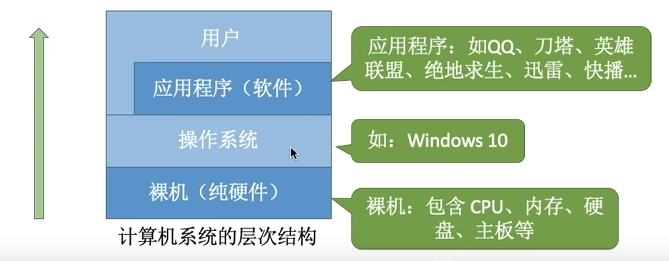 用户
应用程序（软件）
操作系统
裸机（纯硬件）
计算机系统的层次结构
应用程序：如QQ、刀塔、英雄
联盟、绝地求生、迅雷、快播...
如：Windows 10
裸机：包含 CPU、内存、硬
盘、主板等